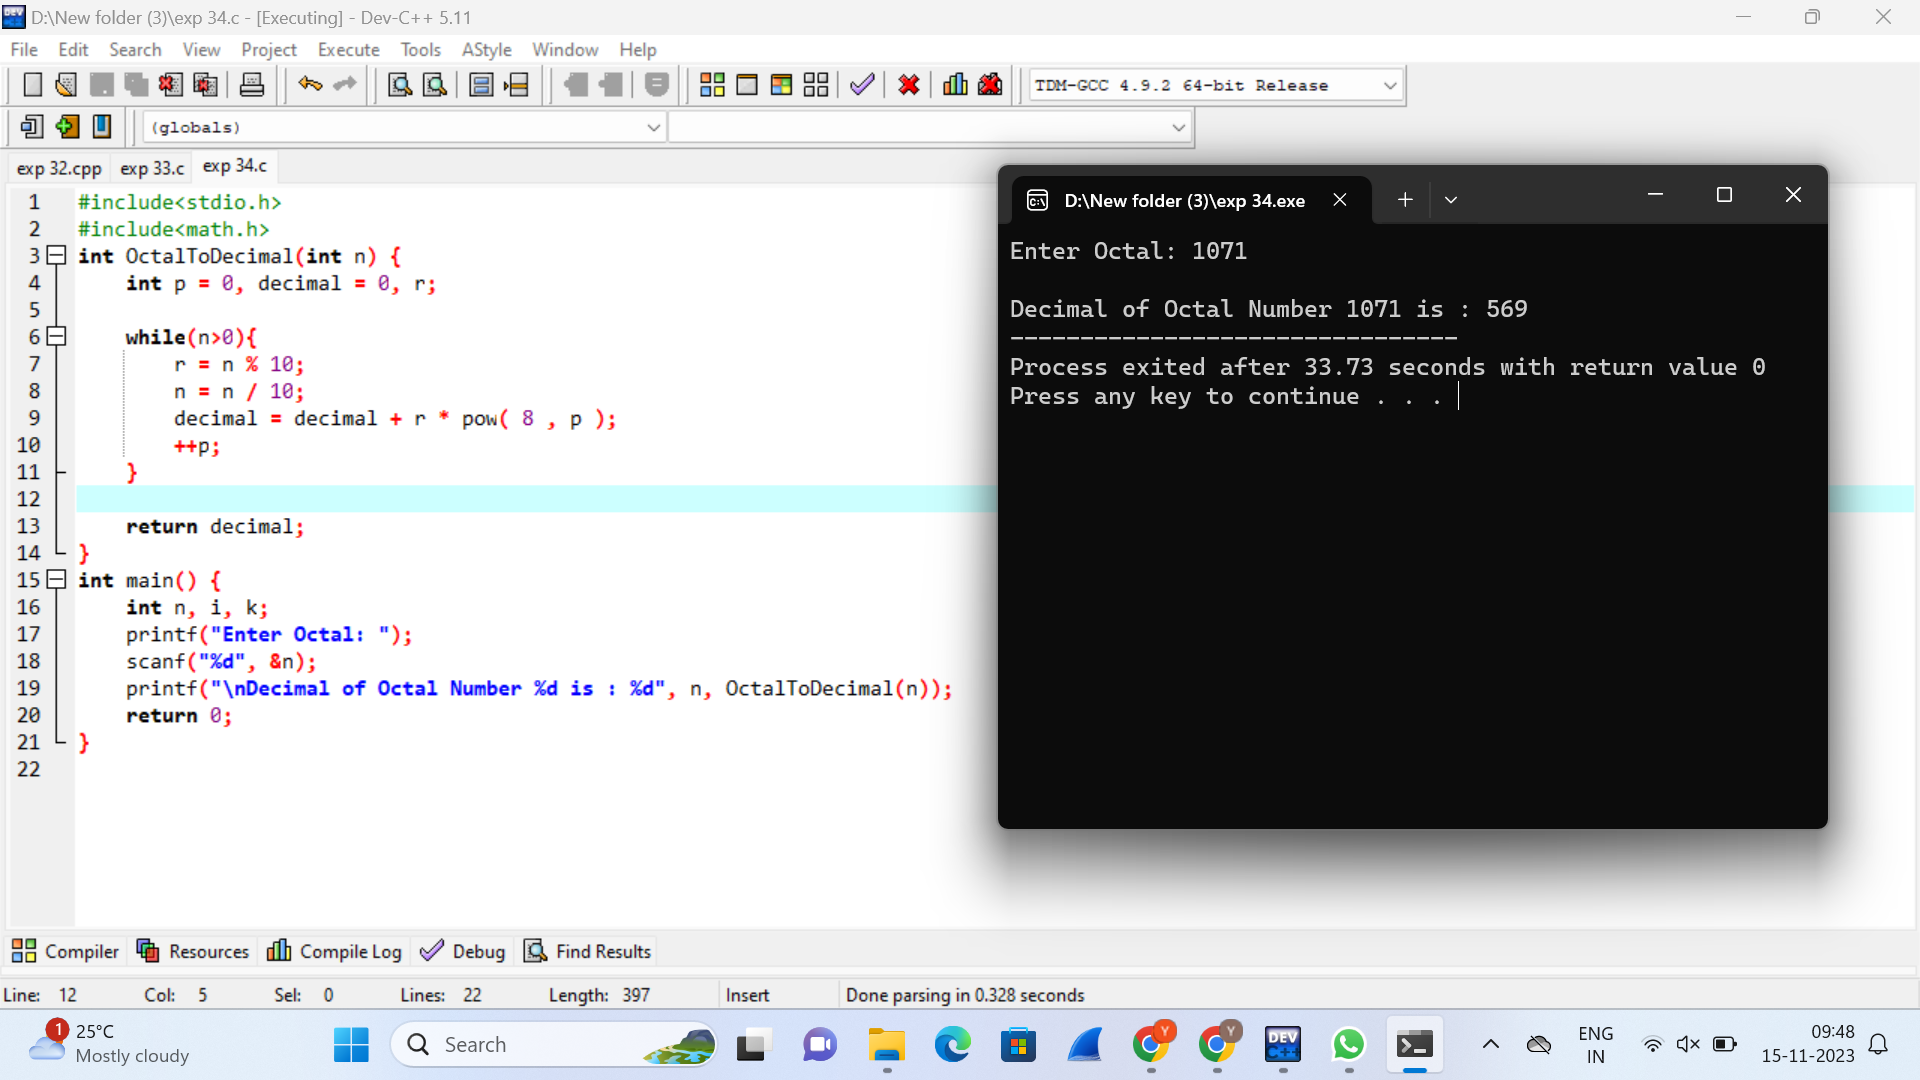 D:\New folder (3)\exp 34.c - [Executing] - Dev-C++ 5.11
File Edit Search View Project Execute Tools AStyle Window Help
TDM-GCC 4.9.2 64-bit Release
(globals)
exp 32.cpp exp 33.c exp 34.c
1 #include<stdio.h>
2 #include<math.h>
3 int OctalToDecimal(int n) {
4 int p = 0, decimal = 0, r;
5
6 while(n>0){
7 r = n % 10;
8 n = n / 10;
9 decimal = decimal + r * pow( 8 , p );
10 ++p;
11 }
12
13 return decimal;
14 }
15 int main() {
16 int n, i, k;
17 printf("Enter Octal: ");
18 scanf("%d", &n);
19 printf("\nDecimal of Octal Number %d is : %d", n, OctalToDecimal(n));
20 return 0;
21 }
22
D:\New folder (3)\exp 34.exe
Enter Octal: 1071
Decimal of Octal Number 1071 is : 569
--------------------------------
Process exited after 33.73 seconds with return value 0
Press any key to continue . . .
Compiler Resources Compile Log Debug Find Results
Line: 12 Col: 5 Sel: 0 Lines: 22 Length: 397 Insert Done parsing in 0.328 seconds
1
25°C
Mostly cloudy
Search
Y
Y
DEV
C++
ENG
IN
09:48
15-11-2023